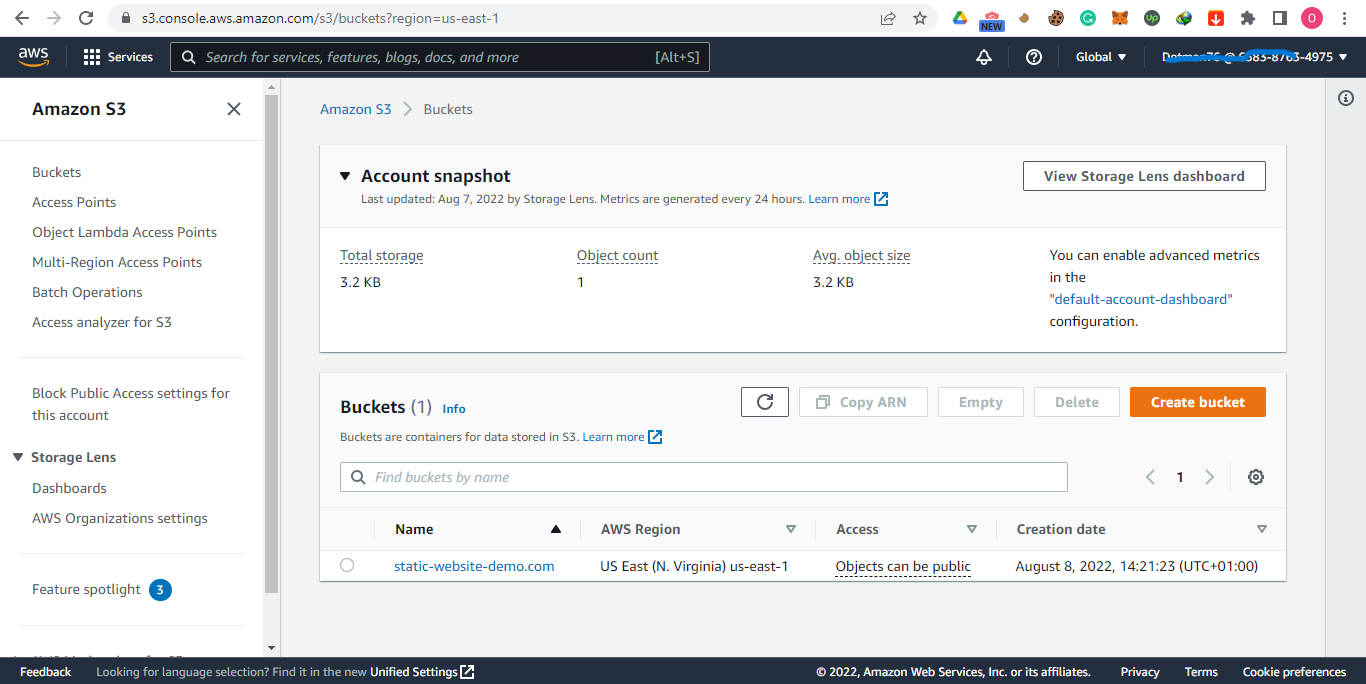 s3.console.aws.amazon.com/s3/buckets?region=us-east-1
NEW
Up
O
aws
Services
Search for services, features, blogs, docs, and more
[Alt+S]
Global
8763-4975
Amazon S3
Buckets
Access Points
Object Lambda Access Points
Multi-Region Access Points
Batch Operations
Access analyzer for S3
Block Public Access settings for
this account
Storage Lens
Dashboards
AWS Organizations settings
Feature spotlight 3
Amazon S3 > Buckets
Account snapshot
Last updated: Aug 7, 2022 by Storage Lens. Metrics are generated every 24 hours. Learn more
View Storage Lens dashboard
Total storage
3.2 KB
Object count
1
Avg. object size
3.2 KB
You can enable advanced metrics
in the
"default-account-dashboard"
configuration.
Buckets (1) Info
Buckets are containers for data stored in S3. Learn more
Copy ARN
Empty
Delete
Create bucket
Find buckets by name
1
Name
AWS Region
Access
Creation date
static-website-demo.com
US East (N. Virginia) us-east-1
Objects can be public
August 8, 2022, 14:21:23 (UTC+01:00)
Feedback
Looking for language selection? Find it in the new Unified Settings
© 2022, Amazon Web Services, Inc. or its affiliates.
Privacy
Terms
Cookie preferences